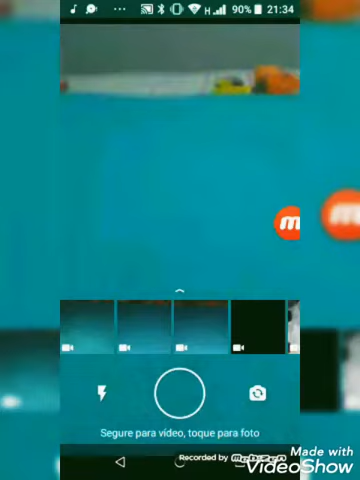 H 90% 21:34
m
Segure para vídeo, toque para foto
Recorded by
Made with
VideoShow